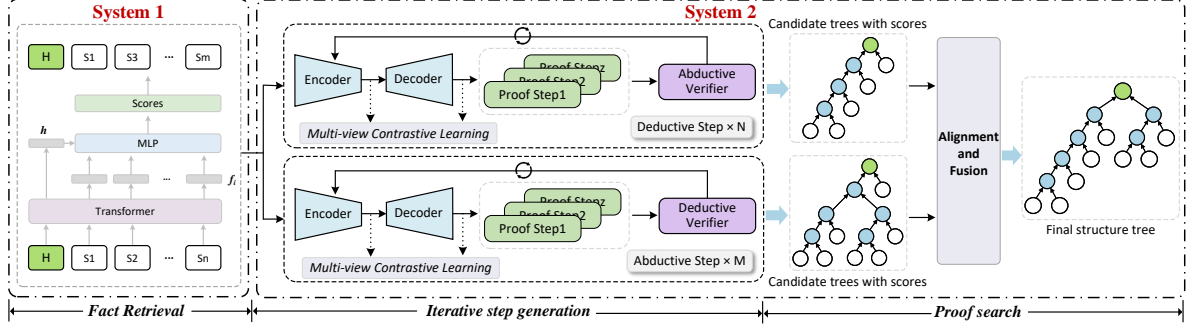 System 1
System 2
H S1 S3 ... Sm
Scores
h
MLP
...
fi
Transformer
H S1 S2 ... Sn
Encoder
Decoder
Proof Stepz
Proof Step2
Proof Step1
Abductive
Verifier
Multi-view Contrastive Learning
Deductive Step × N
Encoder
Decoder
Proof Stepz
Proof Step1
Deductive
Verifier
Multi-view Contrastive Learning
Abductive Step × M
Candidate trees with scores
Candidate trees with scores
Alignment
and
Fusion
Final structure tree
Fact Retrieval
Iterative step generation
Proof search